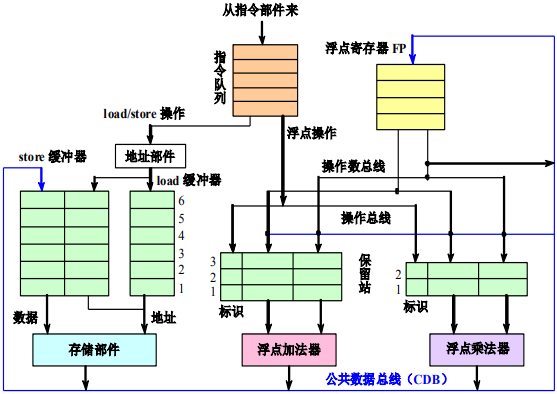 从指令部件来
指令队列
浮点寄存器 FP
load/store 操作
浮点操作
地址部件
操作数总线
store 缓冲器
load 缓冲器
操作总线
6
5
4
3
2
1
3
2
1
保留站
2
1
标识
标识
数据
地址
存储部件
浮点加法器
浮点乘法器
公共数据总线（CDB）